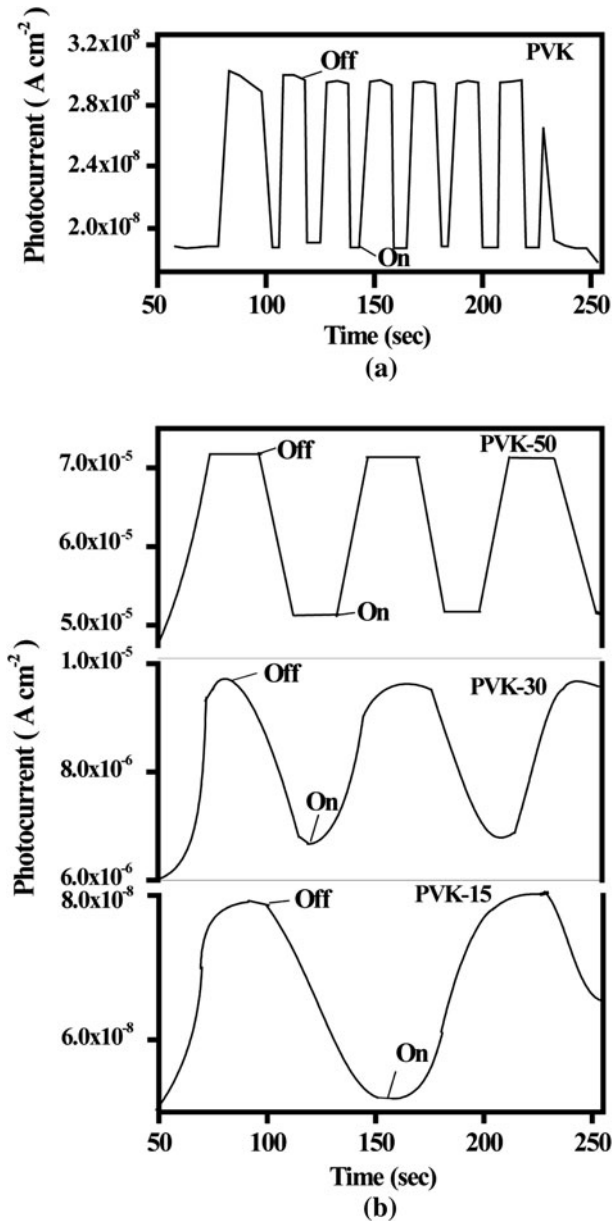 PVK
Off
On
3.2x10-8
2.8x10-8
2.4x10-8
2.0x10-8
Photocurrent ( A cm-2)
50 100 150 200 250
Time (sec)
(a)
PVK-50
Off
On
7.0x10-5
6.0x10-5
5.0x10-5
PVK-30
Off
On
1.0x10-5
8.0x10-6
6.0x10-6
Photocurrent ( A cm-2)
PVK-15
Off
On
8.0x10-8
6.0x10-8
50 100 150 200 250
Time (sec)
(b)